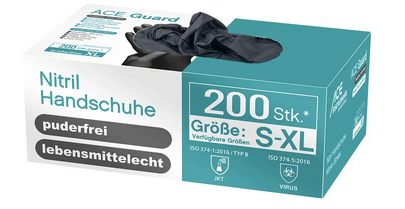 ACE Guard
200
XL
Nitril
Handschuhe
puderfrei
lebensmittelecht
ACE
200 Stk.*
Größe: S-XL
Verfügbare Größen
ISO 374-1:2016 / TYP B
JKT
ISO 374-5:2016
VIRUS